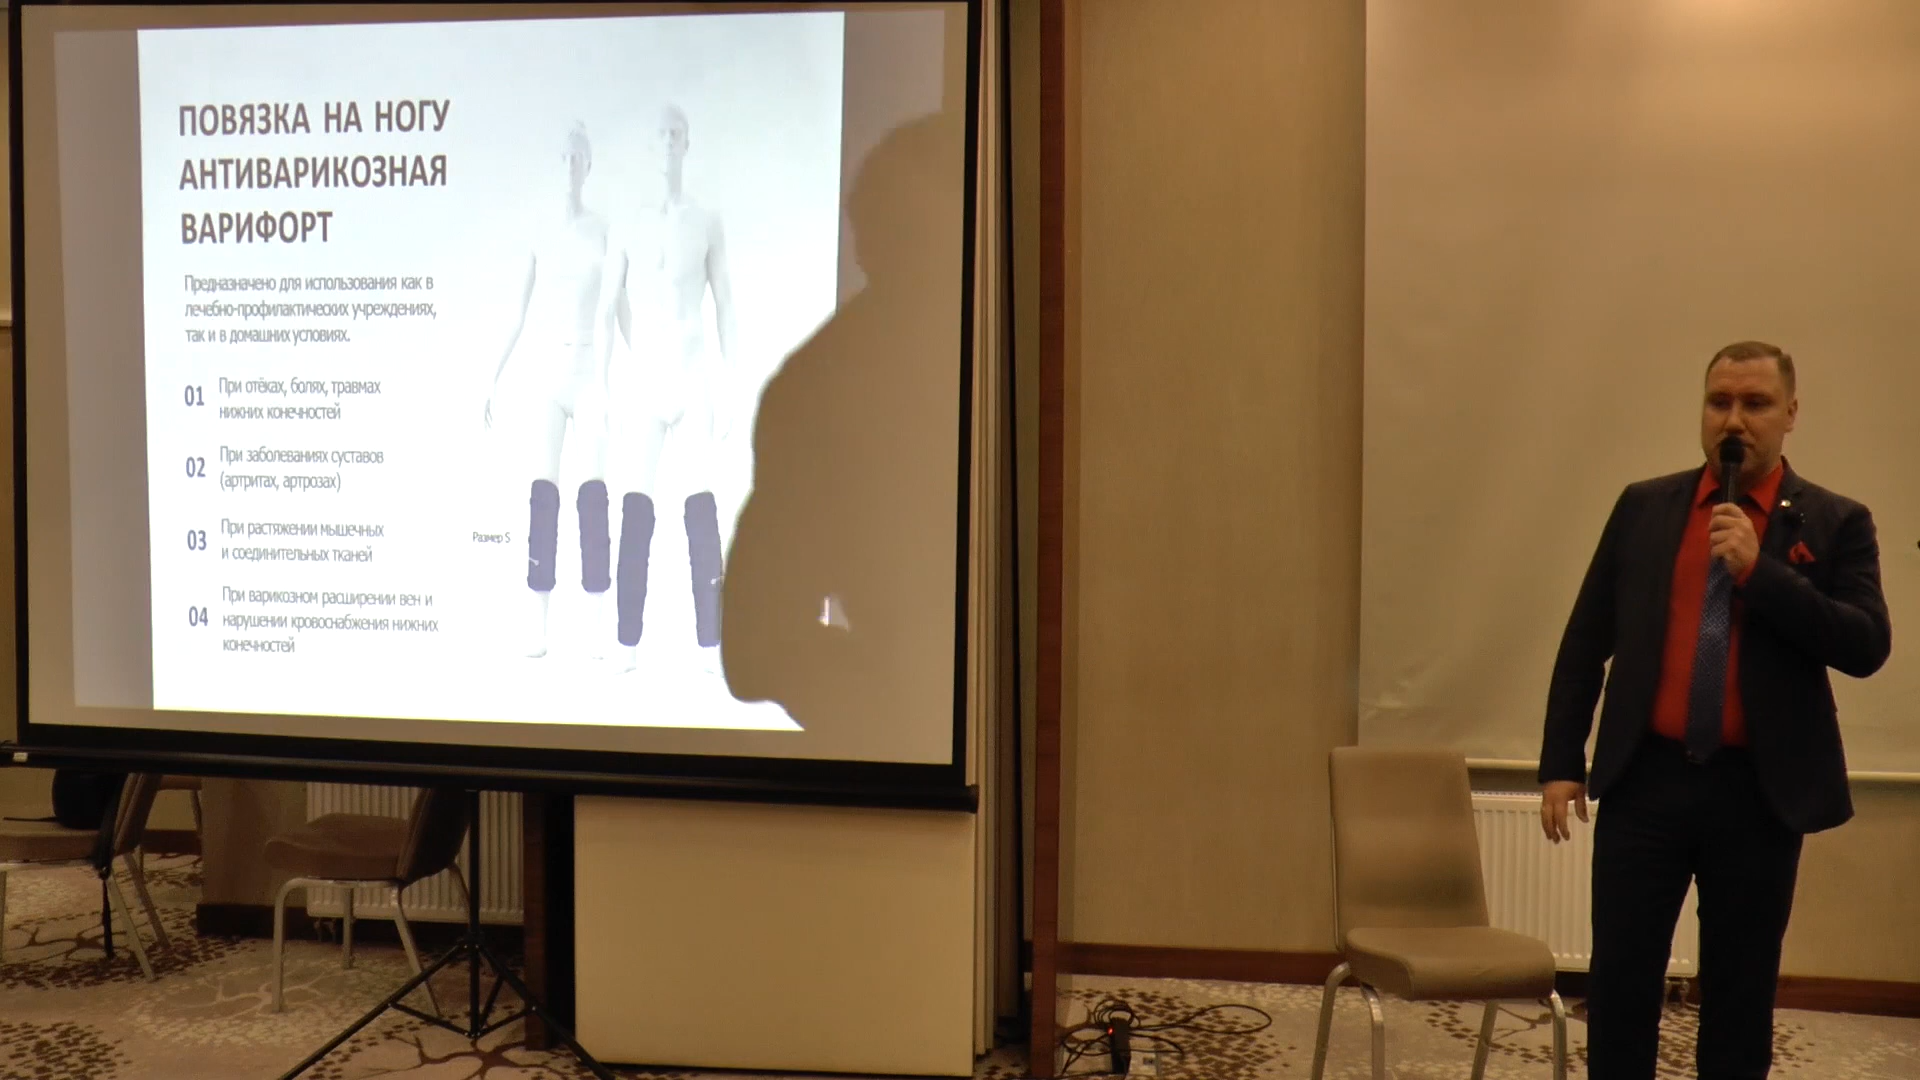 ПОВЯЗКА НА НОГУ
АНТИВАРИКОЗНАЯ
ВАРИФОРТ
Предназначено для использования как в
лечебно-профилактических учреждениях,
так и в домашних условиях.
01 При отёках, болях, травмах
нижних конечностей
02 При заболеваниях суставов
(артритах, артрозах)
03 При растяжении мышечных
и соединительных тканей
04 При варикозном расширении вен и
нарушении кровоснабжения нижних
конечностей
Размер S